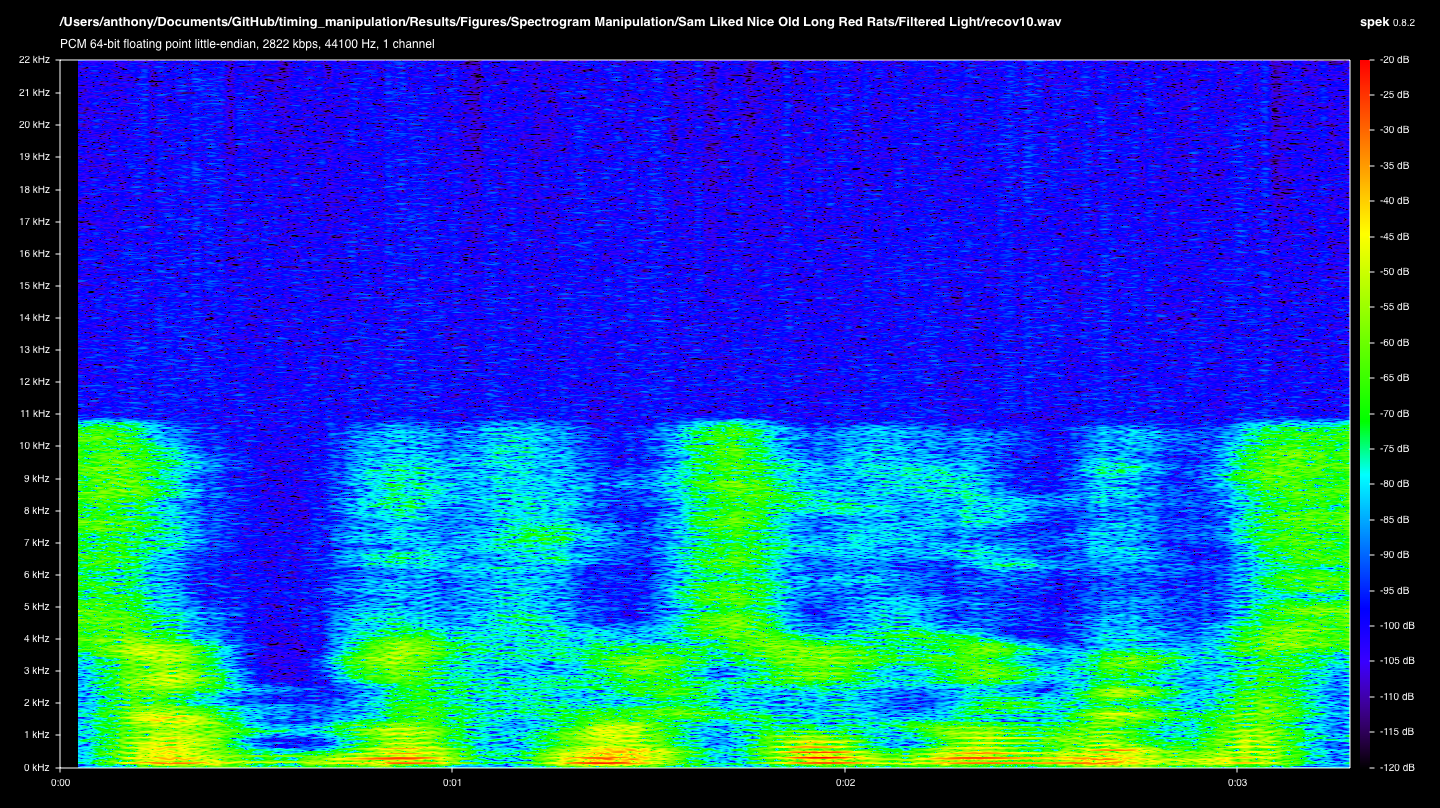 /Users/anthony/Documents/GitHub/timing_manipulation/Results/Figures/Spectrogram Manipulation/Sam Liked Nice Old Long Red Rats/Filtered Light/recov10.wav
spek 0.8.2
PCM 64-bit floating point little-endian, 2822 kbps, 44100 Hz, 1 channel
22 kHz
21 kHz
20 kHz
19 kHz
18 kHz
17 kHz
16 kHz
15 kHz
14 kHz
13 kHz
12 kHz
11 kHz
10 kHz
9 kHz
8 kHz
7 kHz
6 kHz
5 kHz
4 kHz
3 kHz
2 kHz
1 kHz
0 kHz
0:00
0:01
0:02
0:03
-20 dB
-25 dB
-30 dB
-35 dB
-40 dB
-45 dB
-50 dB
-55 dB
-60 dB
-65 dB
-70 dB
-75 dB
-80 dB
-85 dB
-90 dB
-95 dB
-100 dB
-105 dB
-110 dB
-115 dB
-120 dB